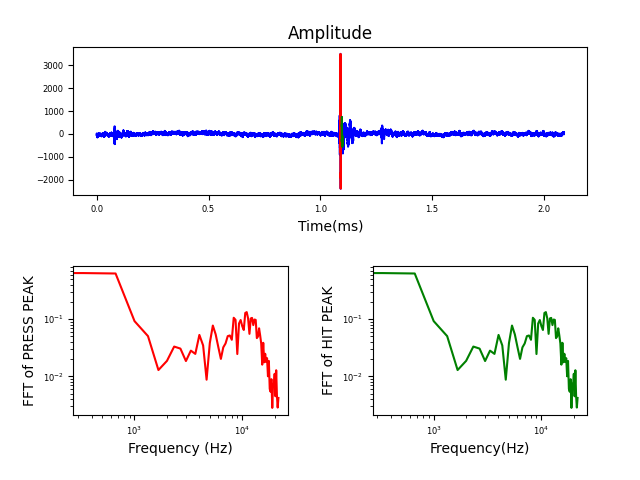 Amplitude
3000
2000
1000
0
−1000
−2000
0.0 0.5 1.0 1.5 2.0
Time(ms)
FFT of PRESS PEAK
10⁻¹
10⁻²
10³ 10⁴
Frequency (Hz)
FFT of HIT PEAK
10⁻¹
10⁻²
10³ 10⁴
Frequency(Hz)